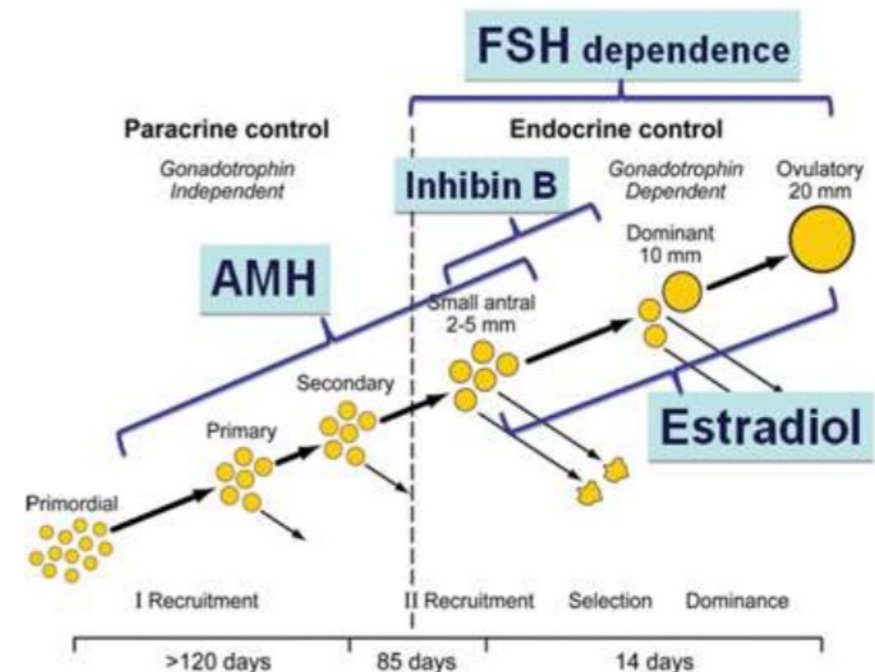 FSH dependence
Paracrine control
Endocrine control
Gonadotrophin
Independent
Inhibin B
Gonadotrophin
Dependent
Ovulatory
20 mm
AMH
Dominant
10 mm
Small antral
2-5 mm
Secondary
Primary
Estradiol
Primordial
I Recruitment
II Recruitment
Selection
Dominance
>120 days
85 days
14 days